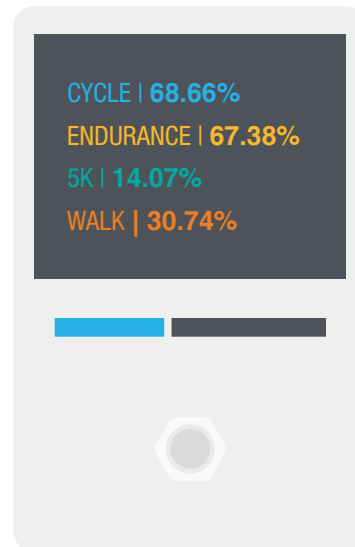 CYCLE | 68.66%
ENDURANCE | 67.38%
5K | 14.07%
WALK | 30.74%